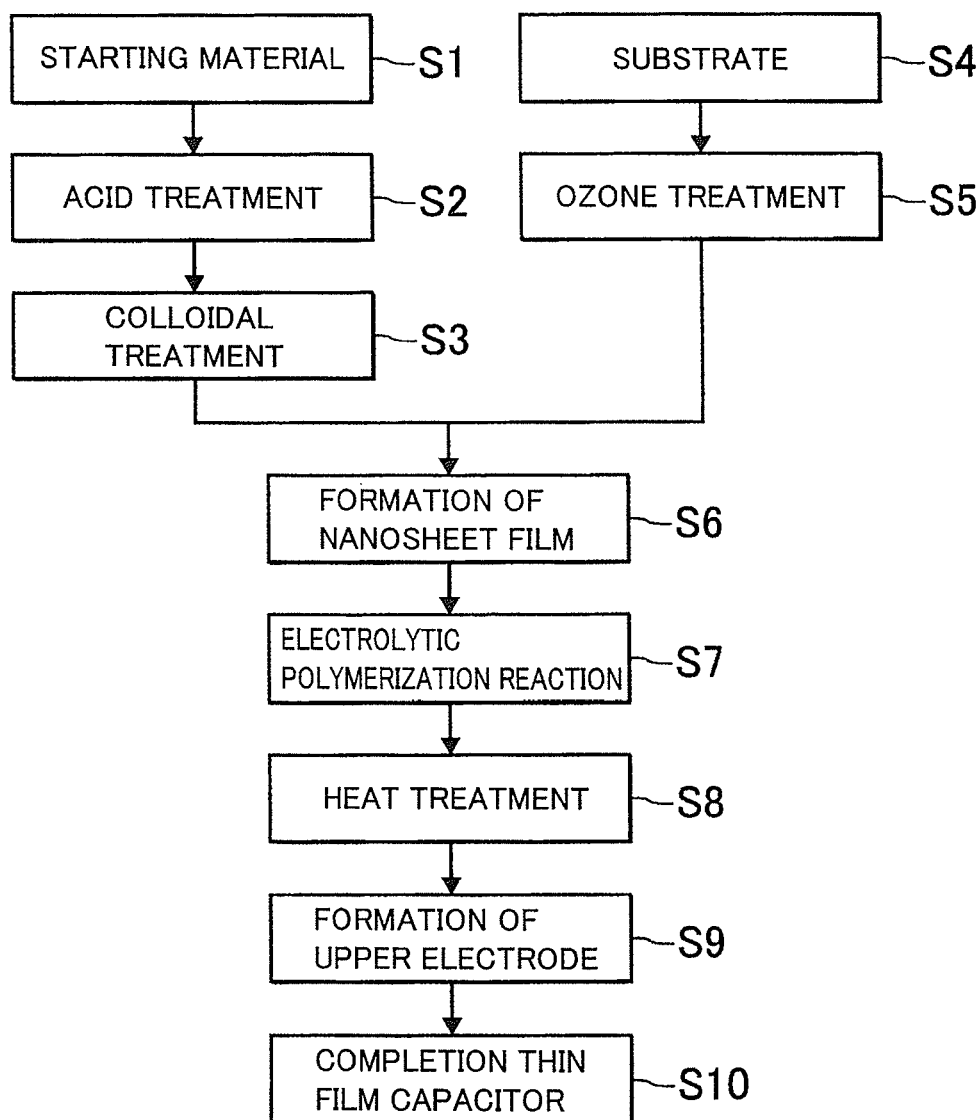 STARTING MATERIAL
S1
SUBSTRATE
S4
ACID TREATMENT
S2
OZONE TREATMENT
S5
COLLOIDAL
TREATMENT
S3
FORMATION OF
NANOSHEET FILM
S6
ELECTROLYTIC
POLYMERIZATION REACTION
S7
HEAT TREATMENT
S8
FORMATION OF
UPPER ELECTRODE
S9
COMPLETION THIN
FILM CAPACITOR
S10